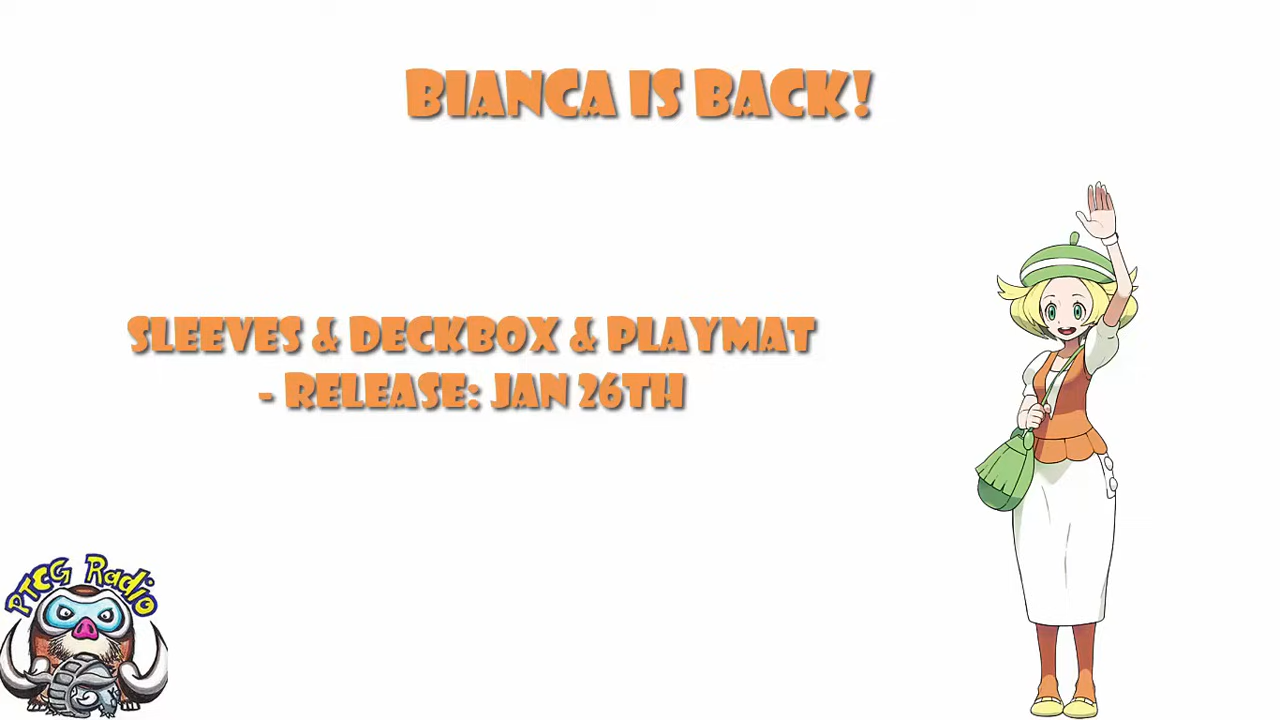 BIANCA IS BACK!
SLEEVES & DECKBOX & PLAYMAT
- RELEASE: JAN 26TH
PTCG Radio